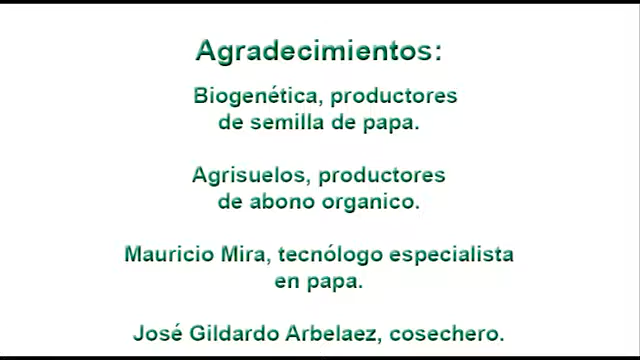 Agradecimientos:
Biogenética, productores
de semilla de papa.
Agrisuelos, productores
de abono organico.
Mauricio Mira, tecnólogo especialista
en papa.
José Gildardo Arbelaez, cosechero.